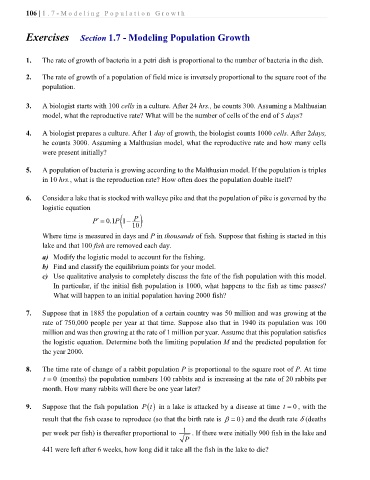 106 | 1.7-Modeling Population Growth
Exercises Section 1.7 - Modeling Population Growth
1. The rate of growth of bacteria in a petri dish is proportional to the number of bacteria in the dish.
2. The rate of growth of a population of field mice is inversely proportional to the square root of the
population.
3. A biologist starts with 100 cells in a culture. After 24 hrs., he counts 300. Assuming a Malthusian
model, what the reproductive rate? What will be the number of cells of the end of 5 days?
4. A biologist prepares a culture. After 1 day of growth, the biologist counts 1000 cells. After 2days,
he counts 3000. Assuming a Malthusian model, what the reproductive rate and how many cells
were present initially?
5. A population of bacteria is growing according to the Malthusian model. If the population is triples
in 10 hrs., what is the reproduction rate? How often does the population double itself?
6. Consider a lake that is stocked with walleye pike and that the population of pike is governed by the
logistic equation
P' = 0.1P(1 − P/10)
Where time is measured in days and P in thousands of fish. Suppose that fishing is started in this
lake and that 100 fish are removed each day.
a) Modify the logistic model to account for the fishing.
b) Find and classify the equilibrium points for your model.
c) Use qualitative analysis to completely discuss the fate of the fish population with this model.
In particular, if the initial fish population is 1000, what happens to the fish as time passes?
What will happen to an initial population having 2000 fish?
7. Suppose that in 1885 the population of a certain country was 50 million and was growing at the
rate of 750,000 people per year at that time. Suppose also that in 1940 its population was 100
million and was then growing at the rate of 1 million per year. Assume that this population satisfies
the logistic equation. Determine both the limiting population M and the predicted population for
the year 2000.
8. The time rate of change of a rabbit population P is proportional to the square root of P. At time
t = 0 (months) the population numbers 100 rabbits and is increasing at the rate of 20 rabbits per
month. How many rabbits will there be one year later?
9. Suppose that the fish population P(t) in a lake is attacked by a disease at time t = 0, with the
result that the fish cease to reproduce (so that the birth rate is β = 0) and the death rate δ (deaths
per week per fish) is thereafter proportional to 1/√P. If there were initially 900 fish in the lake and
441 were left after 6 weeks, how long did it take all the fish in the lake to die?